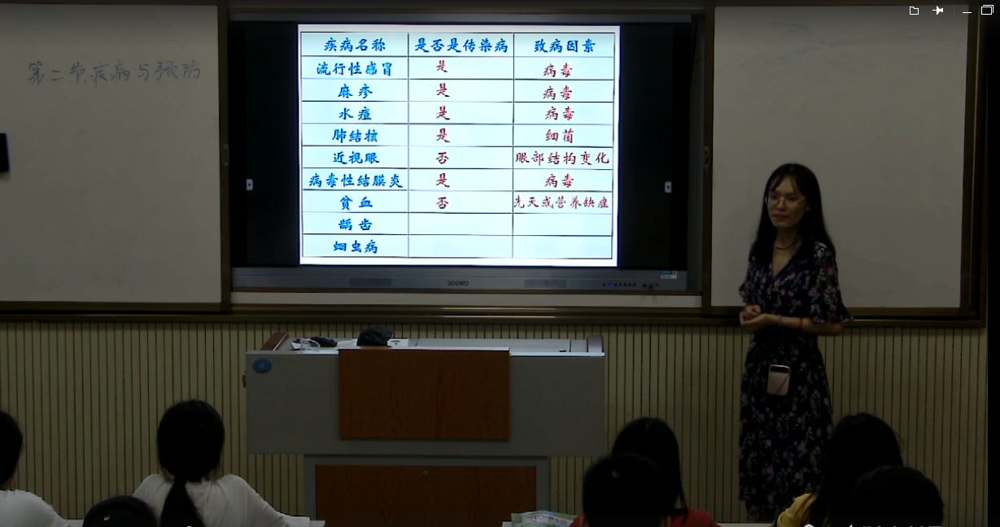 第二节 疾病与预防
疾病名称 是否是传染病 致病因素
流行性感冒 是 病毒
麻疹 是 病毒
水痘 是 病毒
肺结核 是 细菌
近视眼 否 眼部结构变化
病毒性结膜炎 是 病毒
贫血 否 先天或营养缺症
龋齿
蛔虫病
seewo